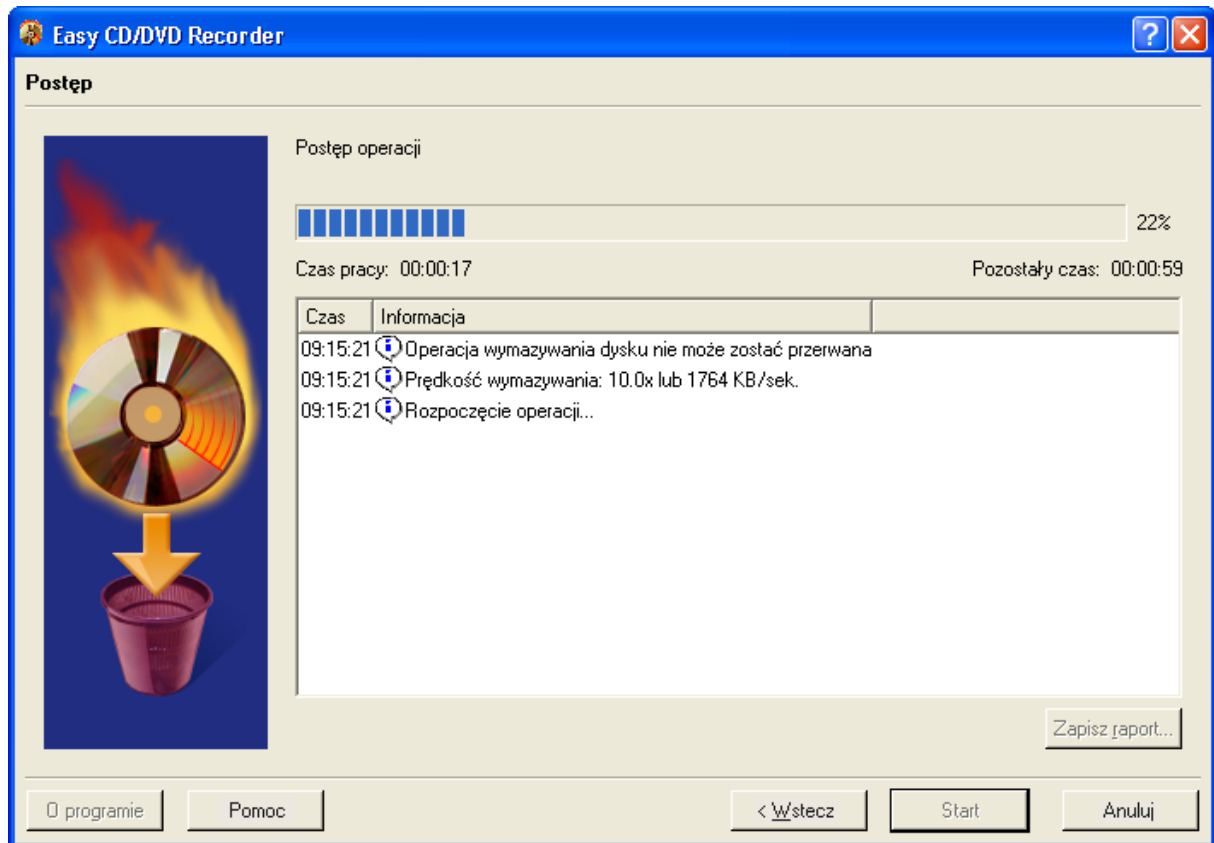 Easy CD/DVD Recorder
Postęp
Postęp operacji
22%
Czas pracy: 00:00:17 Pozostały czas: 00:00:59
Czas Informacja
09:15:21 Operacja wymazywania dysku nie może zostać przerwana
09:15:21 Prędkość wymazywania: 10.0x lub 1764 KB/sek.
09:15:21 Rozpoczęcie operacji...
Zapisz raport...
O programie Pomoc < Wstecz Start Anuluj